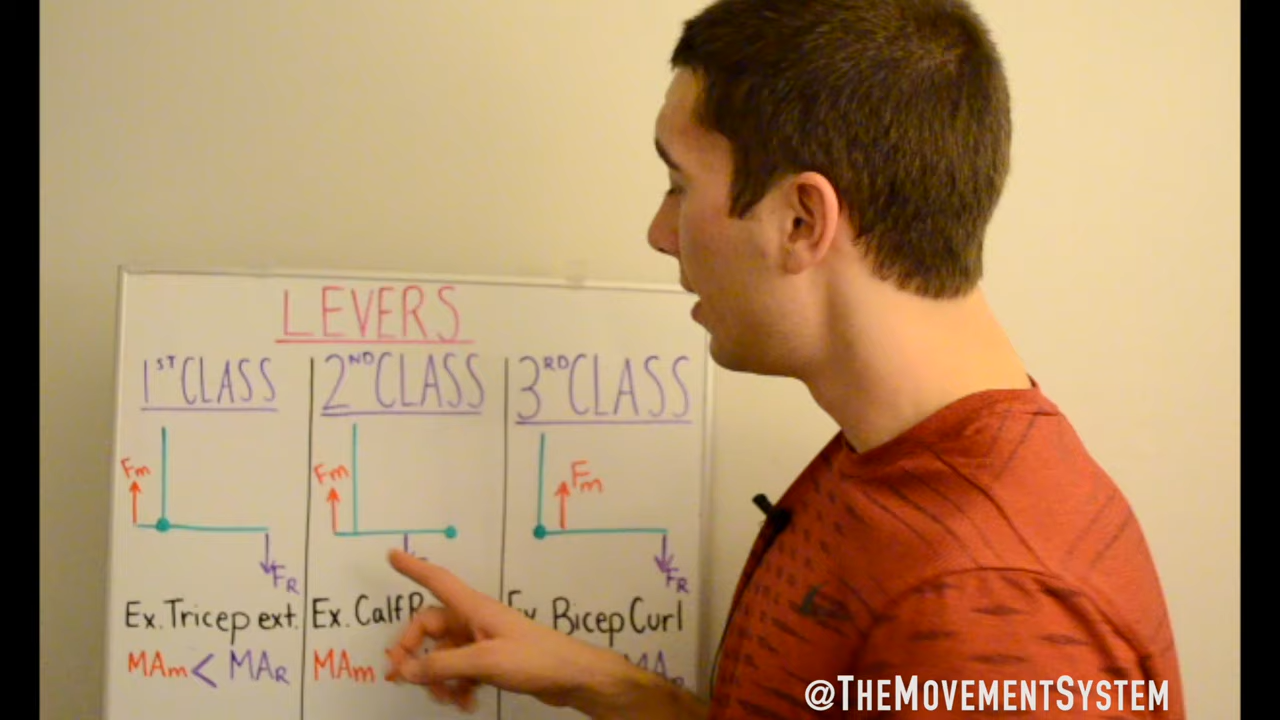 LEVERS
1ST CLASS 2ND CLASS 3RD CLASS
Fm Fm Fm
FR FR
Ex. Tricep ext. Ex. Calf Bicep Curl
MAm < MAR MAm
@THEMOVEMENTSYSTEM